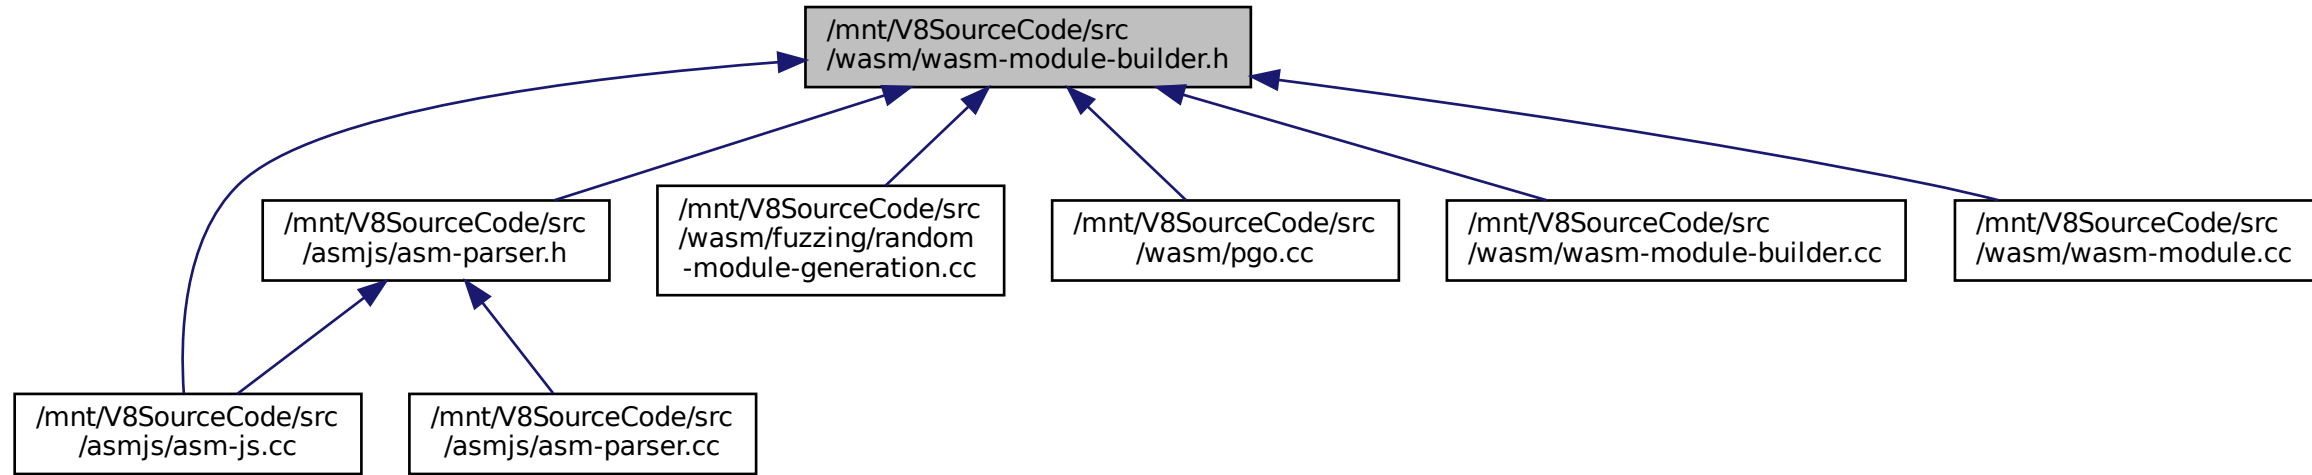 /mnt/V8SourceCode/src
/wasm/wasm-module-builder.h
/mnt/V8SourceCode/src
/asmjs/asm-parser.h
/mnt/V8SourceCode/src
/wasm/fuzzing/random
-module-generation.cc
/mnt/V8SourceCode/src
/wasm/pgo.cc
/mnt/V8SourceCode/src
/wasm/wasm-module-builder.cc
/mnt/V8SourceCode/src
/wasm/wasm-module.cc
/mnt/V8SourceCode/src
/asmjs/asm-js.cc
/mnt/V8SourceCode/src
/asmjs/asm-parser.cc